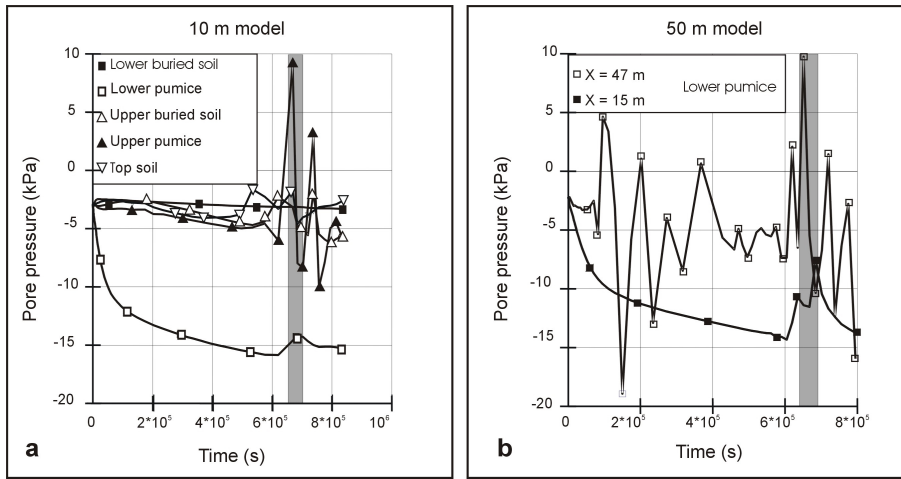 10 m model
10
5
0
-5
-10
-15
-20
Pore pressure (kPa)
Lower buried soil
Lower pumice
Upper buried soil
Upper pumice
Top soil
0
2*10⁵
4*10⁵
6*10⁵
8*10⁵
10⁶
Time (s)
a
50 m model
10
5
0
-5
-10
-15
-20
Pore pressure (kPa)
X = 47 m
X = 15 m
Lower pumice
0
2*10⁵
4*10⁵
6*10⁵
8*10⁵
Time (s)
b